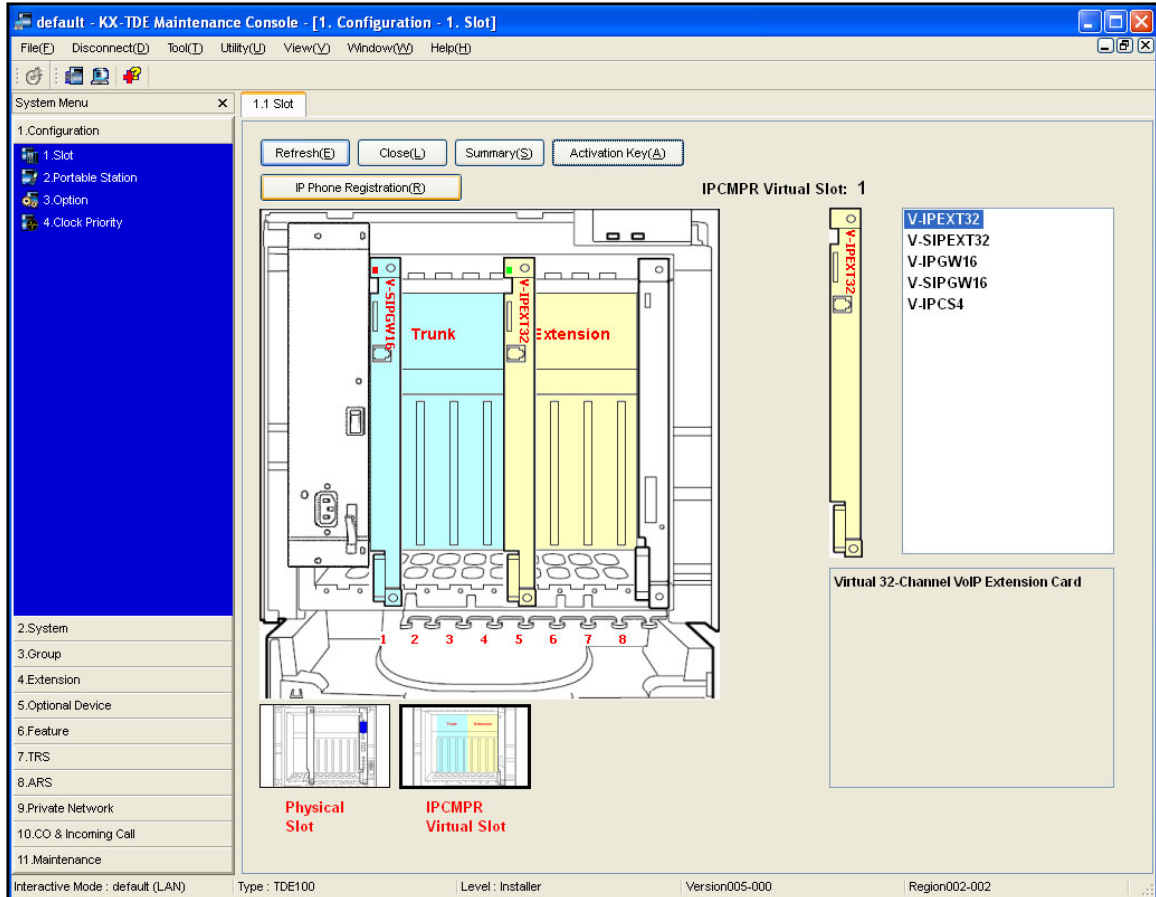 default - KX-TDE Maintenance Console - [1. Configuration - 1. Slot]
File(F) Disconnect(D) Tool(T) Utility(U) View(V) Window(W) Help(H)
System Menu X
1.1 Slot
1.Configuration
1.Slot
2.Portable Station
3.Option
4.Clock Priority
2.System
3.Group
4.Extension
5.Optional Device
6.Feature
7.TRS
8.ARS
9.Private Network
10.CO & Incoming Call
11.Maintenance
Refresh(E) Close(L) Summary(S) Activation Key(A)
IP Phone Registration(R)
IPCMPR Virtual Slot: 1
V-SIPGW16
Trunk
V-IPEXT32
Extension
1 2 3 4 5 6 7 8
V-IPEXT32
V-IPEXT32
V-SIPEXT32
V-IPGW16
V-SIPGW16
V-IPCS4
Virtual 32-Channel VoIP Extension Card
Trunk Extension
Physical
Slot
IPCMPR
Virtual Slot
Interactive Mode : default (LAN) Type : TDE100 Level : Installer Version005-000 Region002-002